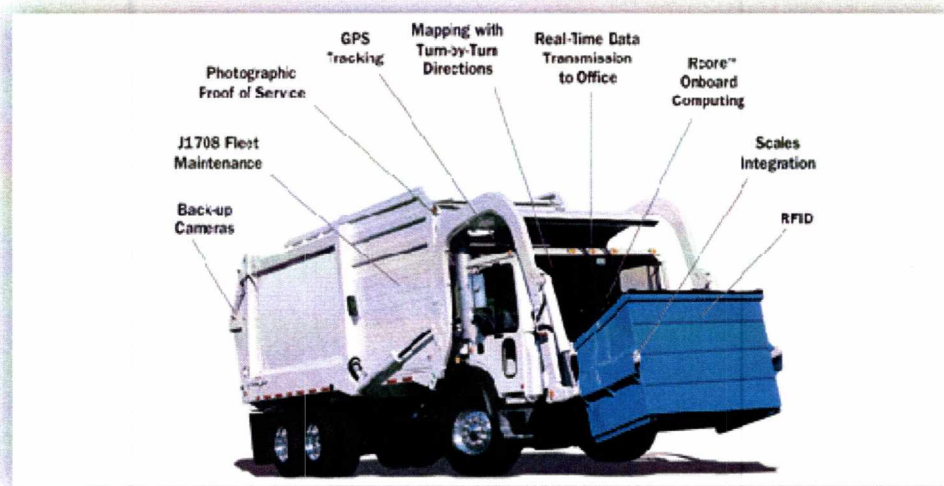 Back-up
Cameras
J1708 Fleet
Maintenance
Photographic
Proof of Service
GPS
Tracking
Mapping with
Turn-by-Turn
Directions
Real-Time Data
Transmission
to Office
Rcore™
Onboard
Computing
Scales
Integration
RFID